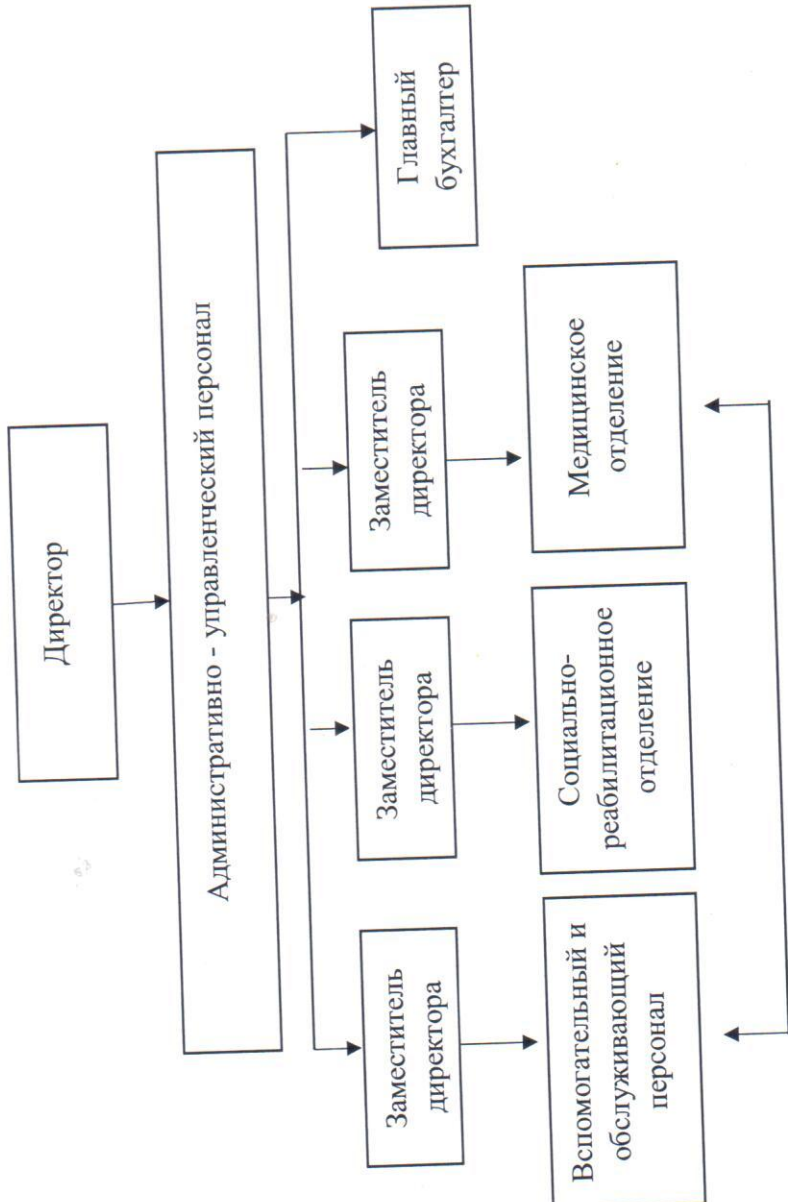 Директор
Административно - управленческий персонал
Заместитель
директора
Заместитель
директора
Заместитель
директора
Главный
бухгалтер
Вспомогательный и
обслуживающий
персонал
Социально-
реабилитационное
отделение
Медицинское
отделение